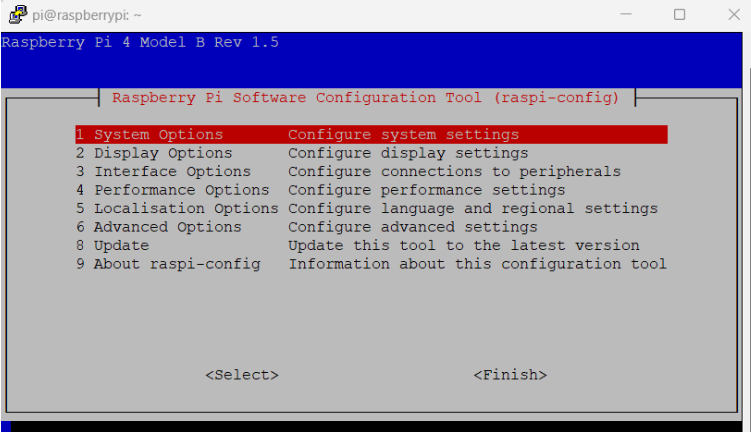 pi@raspberrypi: ~
Raspberry Pi 4 Model B Rev 1.5
Raspberry Pi Software Configuration Tool (raspi-config)
1 System Options Configure system settings
2 Display Options Configure display settings
3 Interface Options Configure connections to peripherals
4 Performance Options Configure performance settings
5 Localisation Options Configure language and regional settings
6 Advanced Options Configure advanced settings
8 Update Update this tool to the latest version
9 About raspi-config Information about this configuration tool
<Select> <Finish>